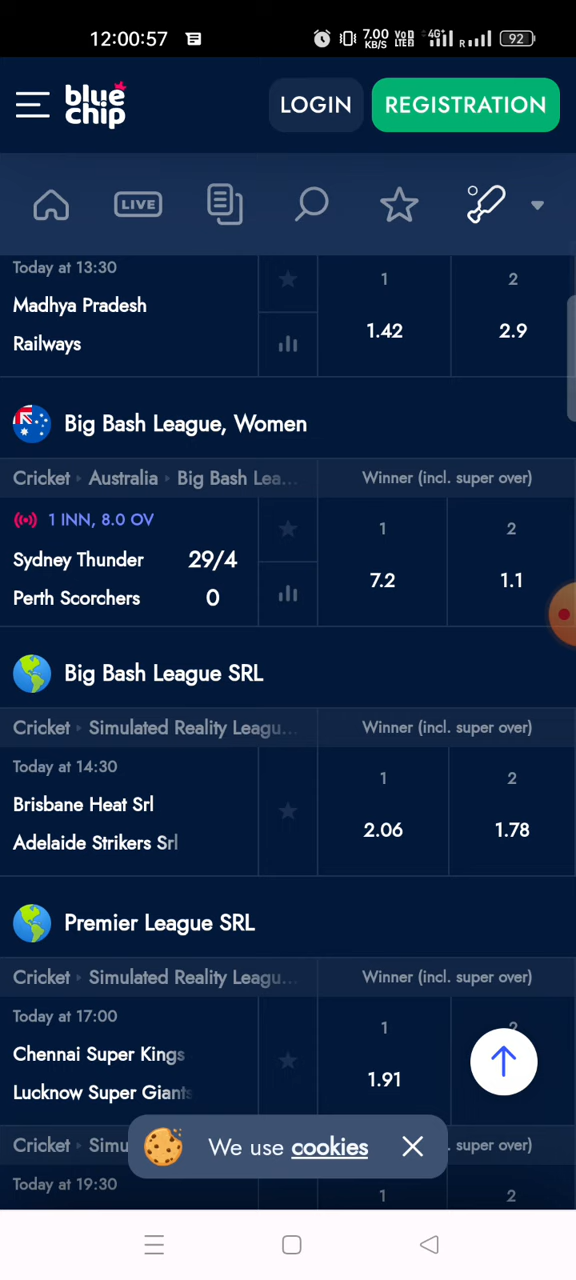 12:00:57 7.00 KB/S Vo LTE2 4G R 92
blue chip LOGIN REGISTRATION
LIVE
Today at 13:30 1 2
Madhya Pradesh
Railways 1.42 2.9
Big Bash League, Women
Cricket Australia Big Bash Lea... Winner (incl. super over)
1 INN, 8.0 OV 1 2
Sydney Thunder 29/4
Perth Scorchers 0 7.2 1.1
Big Bash League SRL
Cricket Simulated Reality Leagu... Winner (incl. super over)
Today at 14:30 1 2
Brisbane Heat Srl 2.06 1.78
Adelaide Strikers Srl
Premier League SRL
Cricket Simulated Reality Leagu... Winner (incl. super over)
Today at 17:00 1 2
Chennai Super Kings 1.91
Lucknow Super Giants
We use cookies
Cricket Simu . super over)
Today at 19:30 1 2